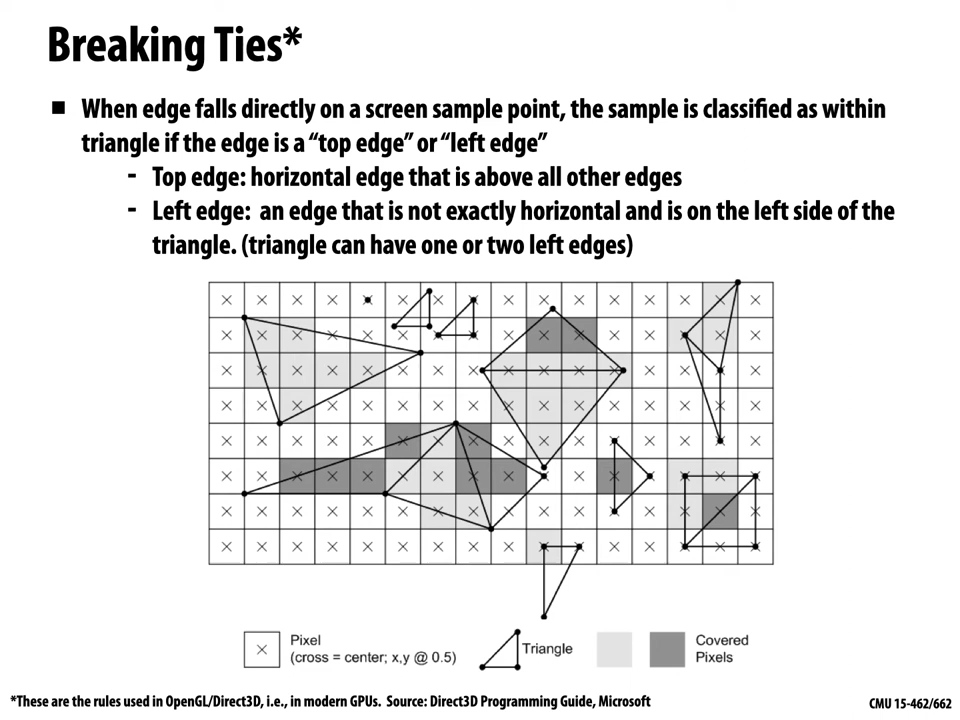 Breaking Ties*
■ When edge falls directly on a screen sample point, the sample is classified as within
triangle if the edge is a “top edge” or “left edge”
- Top edge: horizontal edge that is above all other edges
- Left edge: an edge that is not exactly horizontal and is on the left side of the
triangle. (triangle can have one or two left edges)
Pixel
(cross = center; x,y @ 0.5)
Triangle
Covered
Pixels
*These are the rules used in OpenGL/Direct3D, i.e., in modern GPUs. Source: Direct3D Programming Guide, Microsoft
CMU 15-462/662